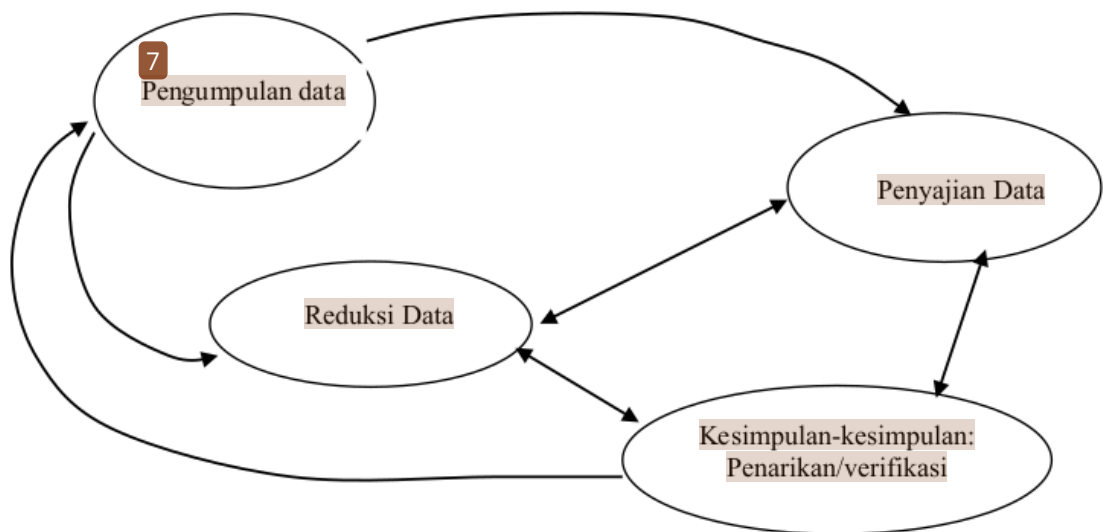 7
Pengumpulan data
Penyajian Data
Reduksi Data
Kesimpulan-kesimpulan:
Penarikan/verifikasi